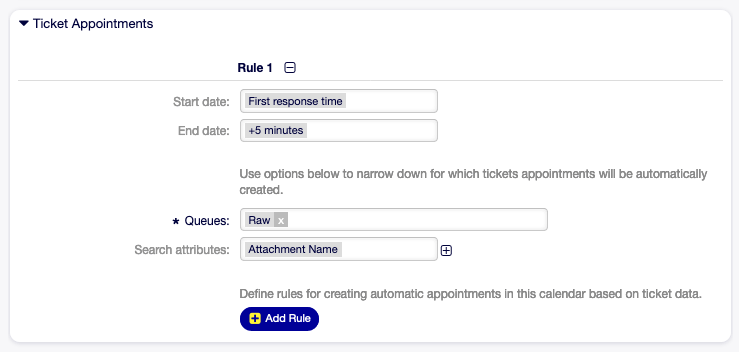 Ticket Appointments
Rule 1
Start date: First response time
End date: +5 minutes
Use options below to narrow down for which tickets appointments will be automatically
created.
* Queues: Raw x
Search attributes: Attachment Name
Define rules for creating automatic appointments in this calendar based on ticket data.
Add Rule